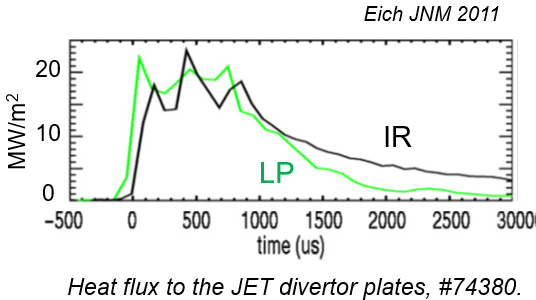 Eich JNM 2011
MW/m²
20
10
0
IR
LP
-500 0 500 1000 1500 2000 2500 3000
time (us)
Heat flux to the JET divertor plates, #74380.